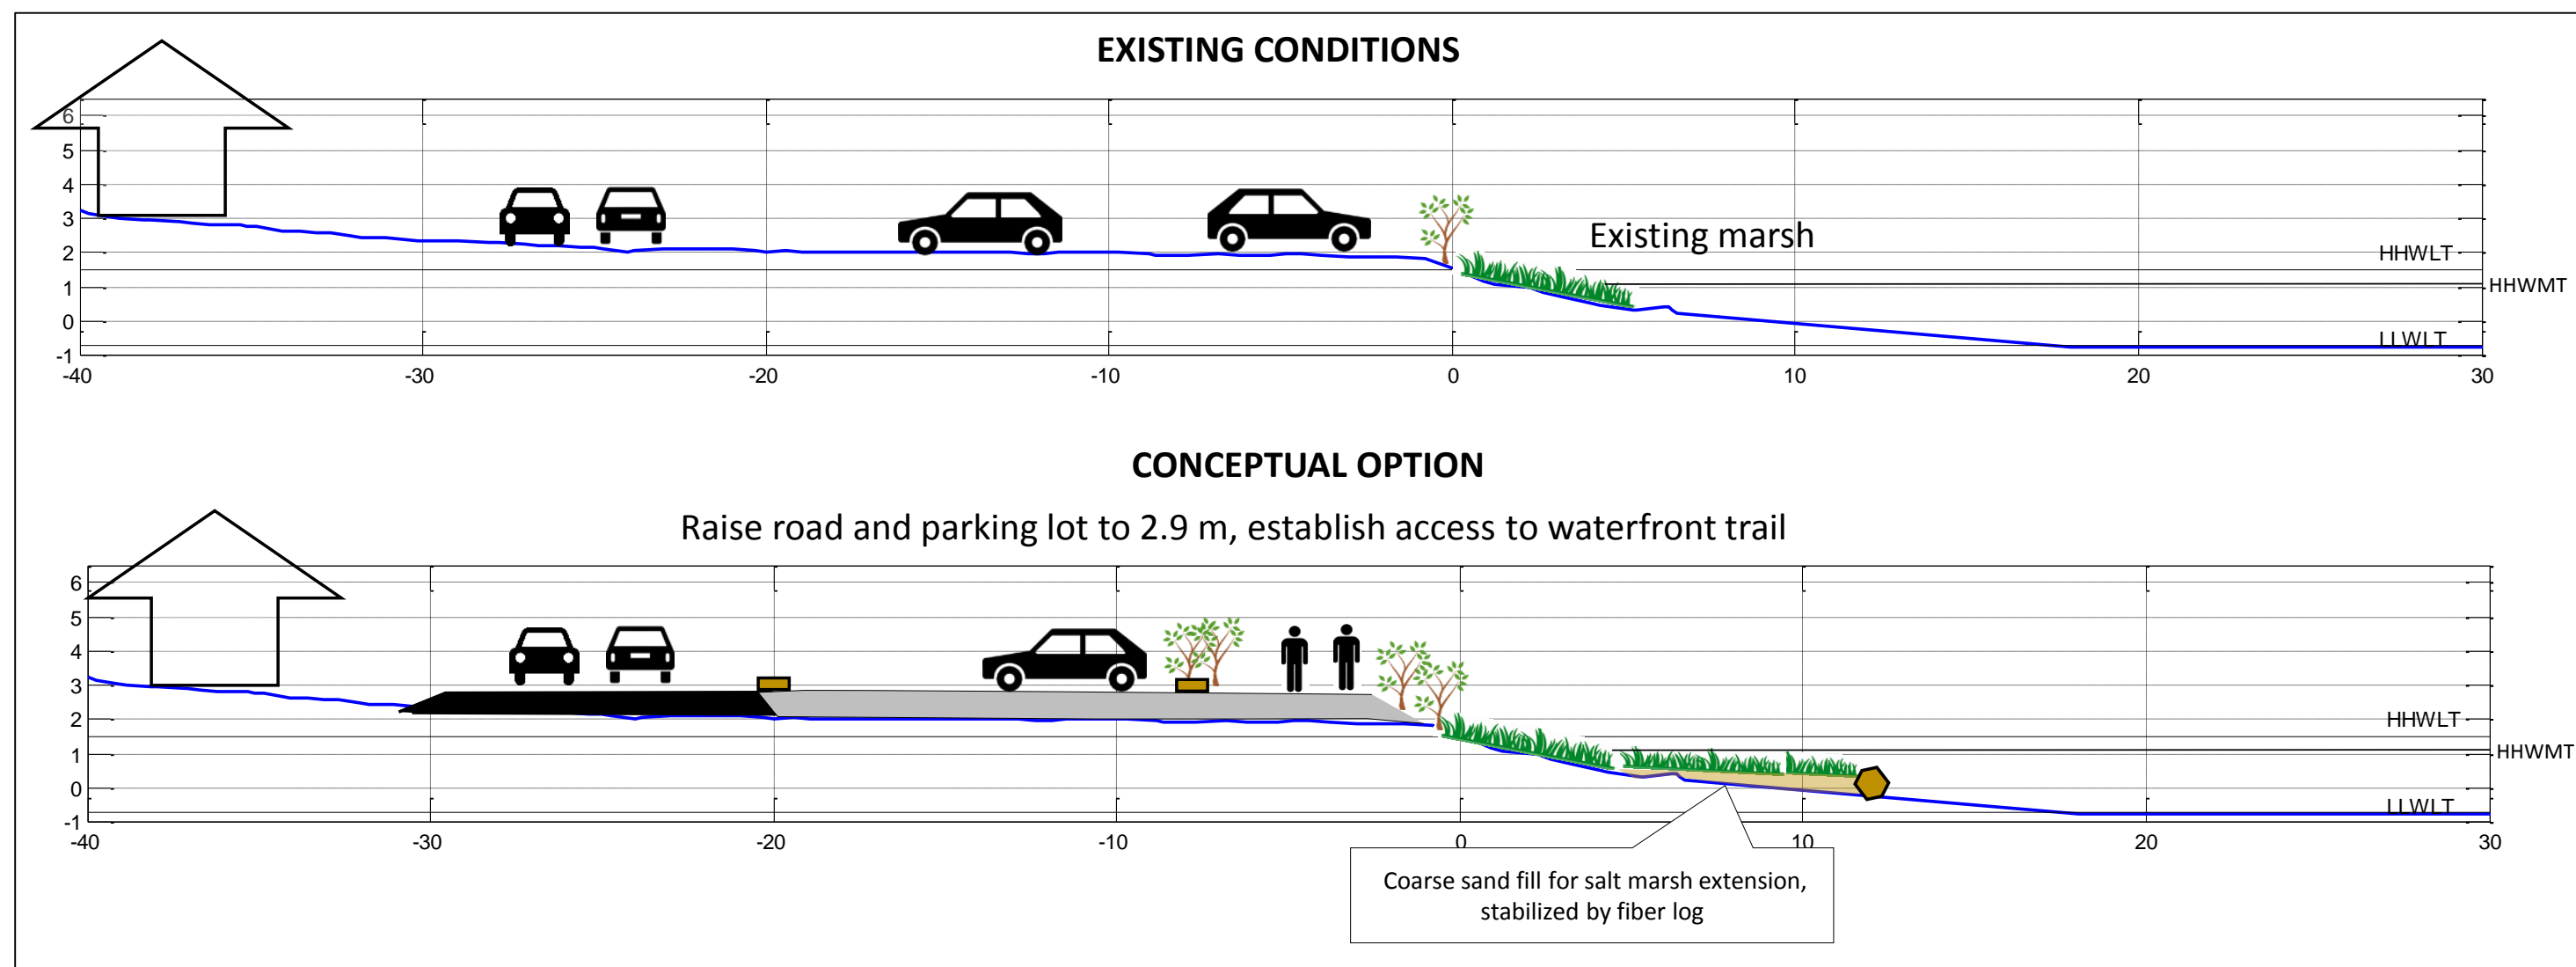 EXISTING CONDITIONS
6
5
4
3
2
1
0
-1
Existing marsh
HHWLT
HHWMT
LLWLT
-40
-30
-20
-10
0
10
20
30
CONCEPTUAL OPTION
Raise road and parking lot to 2.9 m, establish access to waterfront trail
6
5
4
3
2
1
0
-1
HHWLT
HHWMT
LLWLT
-40
-30
-20
-10
0
10
20
30
Coarse sand fill for salt marsh extension,
stabilized by fiber log